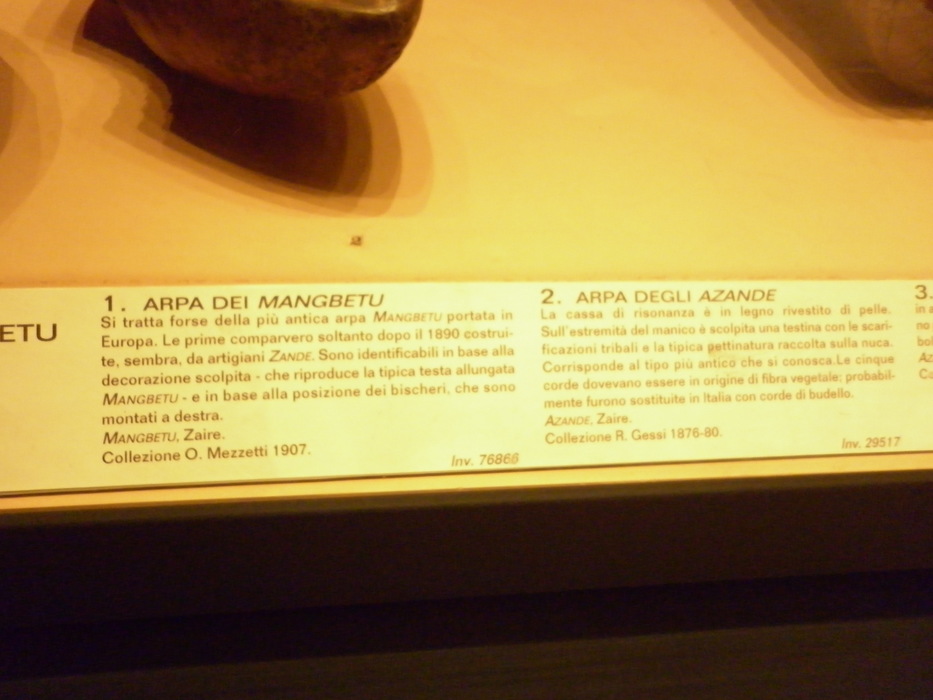 ETU
1. ARPA DEI MANGBETU
Si tratta forse della più antica arpa MANGBETU portata in
Europa. Le prime comparvero soltanto dopo il 1890 costrui-
te, sembra, da artigiani ZANDE. Sono identificabili in base alla
decorazione scolpita - che riproduce la tipica testa allungata
MANGBETU - e in base alla posizione dei bischeri, che sono
montati a destra.
MANGBETU, Zaire.
Collezione O. Mezzetti 1907.
Inv. 76866
2. ARPA DEGLI AZANDE
La cassa di risonanza è in legno rivestito di pelle.
Sull'estremità del manico è scolpita una testina con le scari-
ficazioni tribali e la tipica pettinatura raccolta sulla nuca.
Corrisponde al tipo più antico che si conosca. Le cinque
corde dovevano essere in origine di fibra vegetale; probabil-
mente furono sostituite in Italia con corde di budello.
AZANDE, Zaire.
Collezione R. Gessi 1876-80.
Inv. 29517
3.
in a
no
bol
AZ
Co